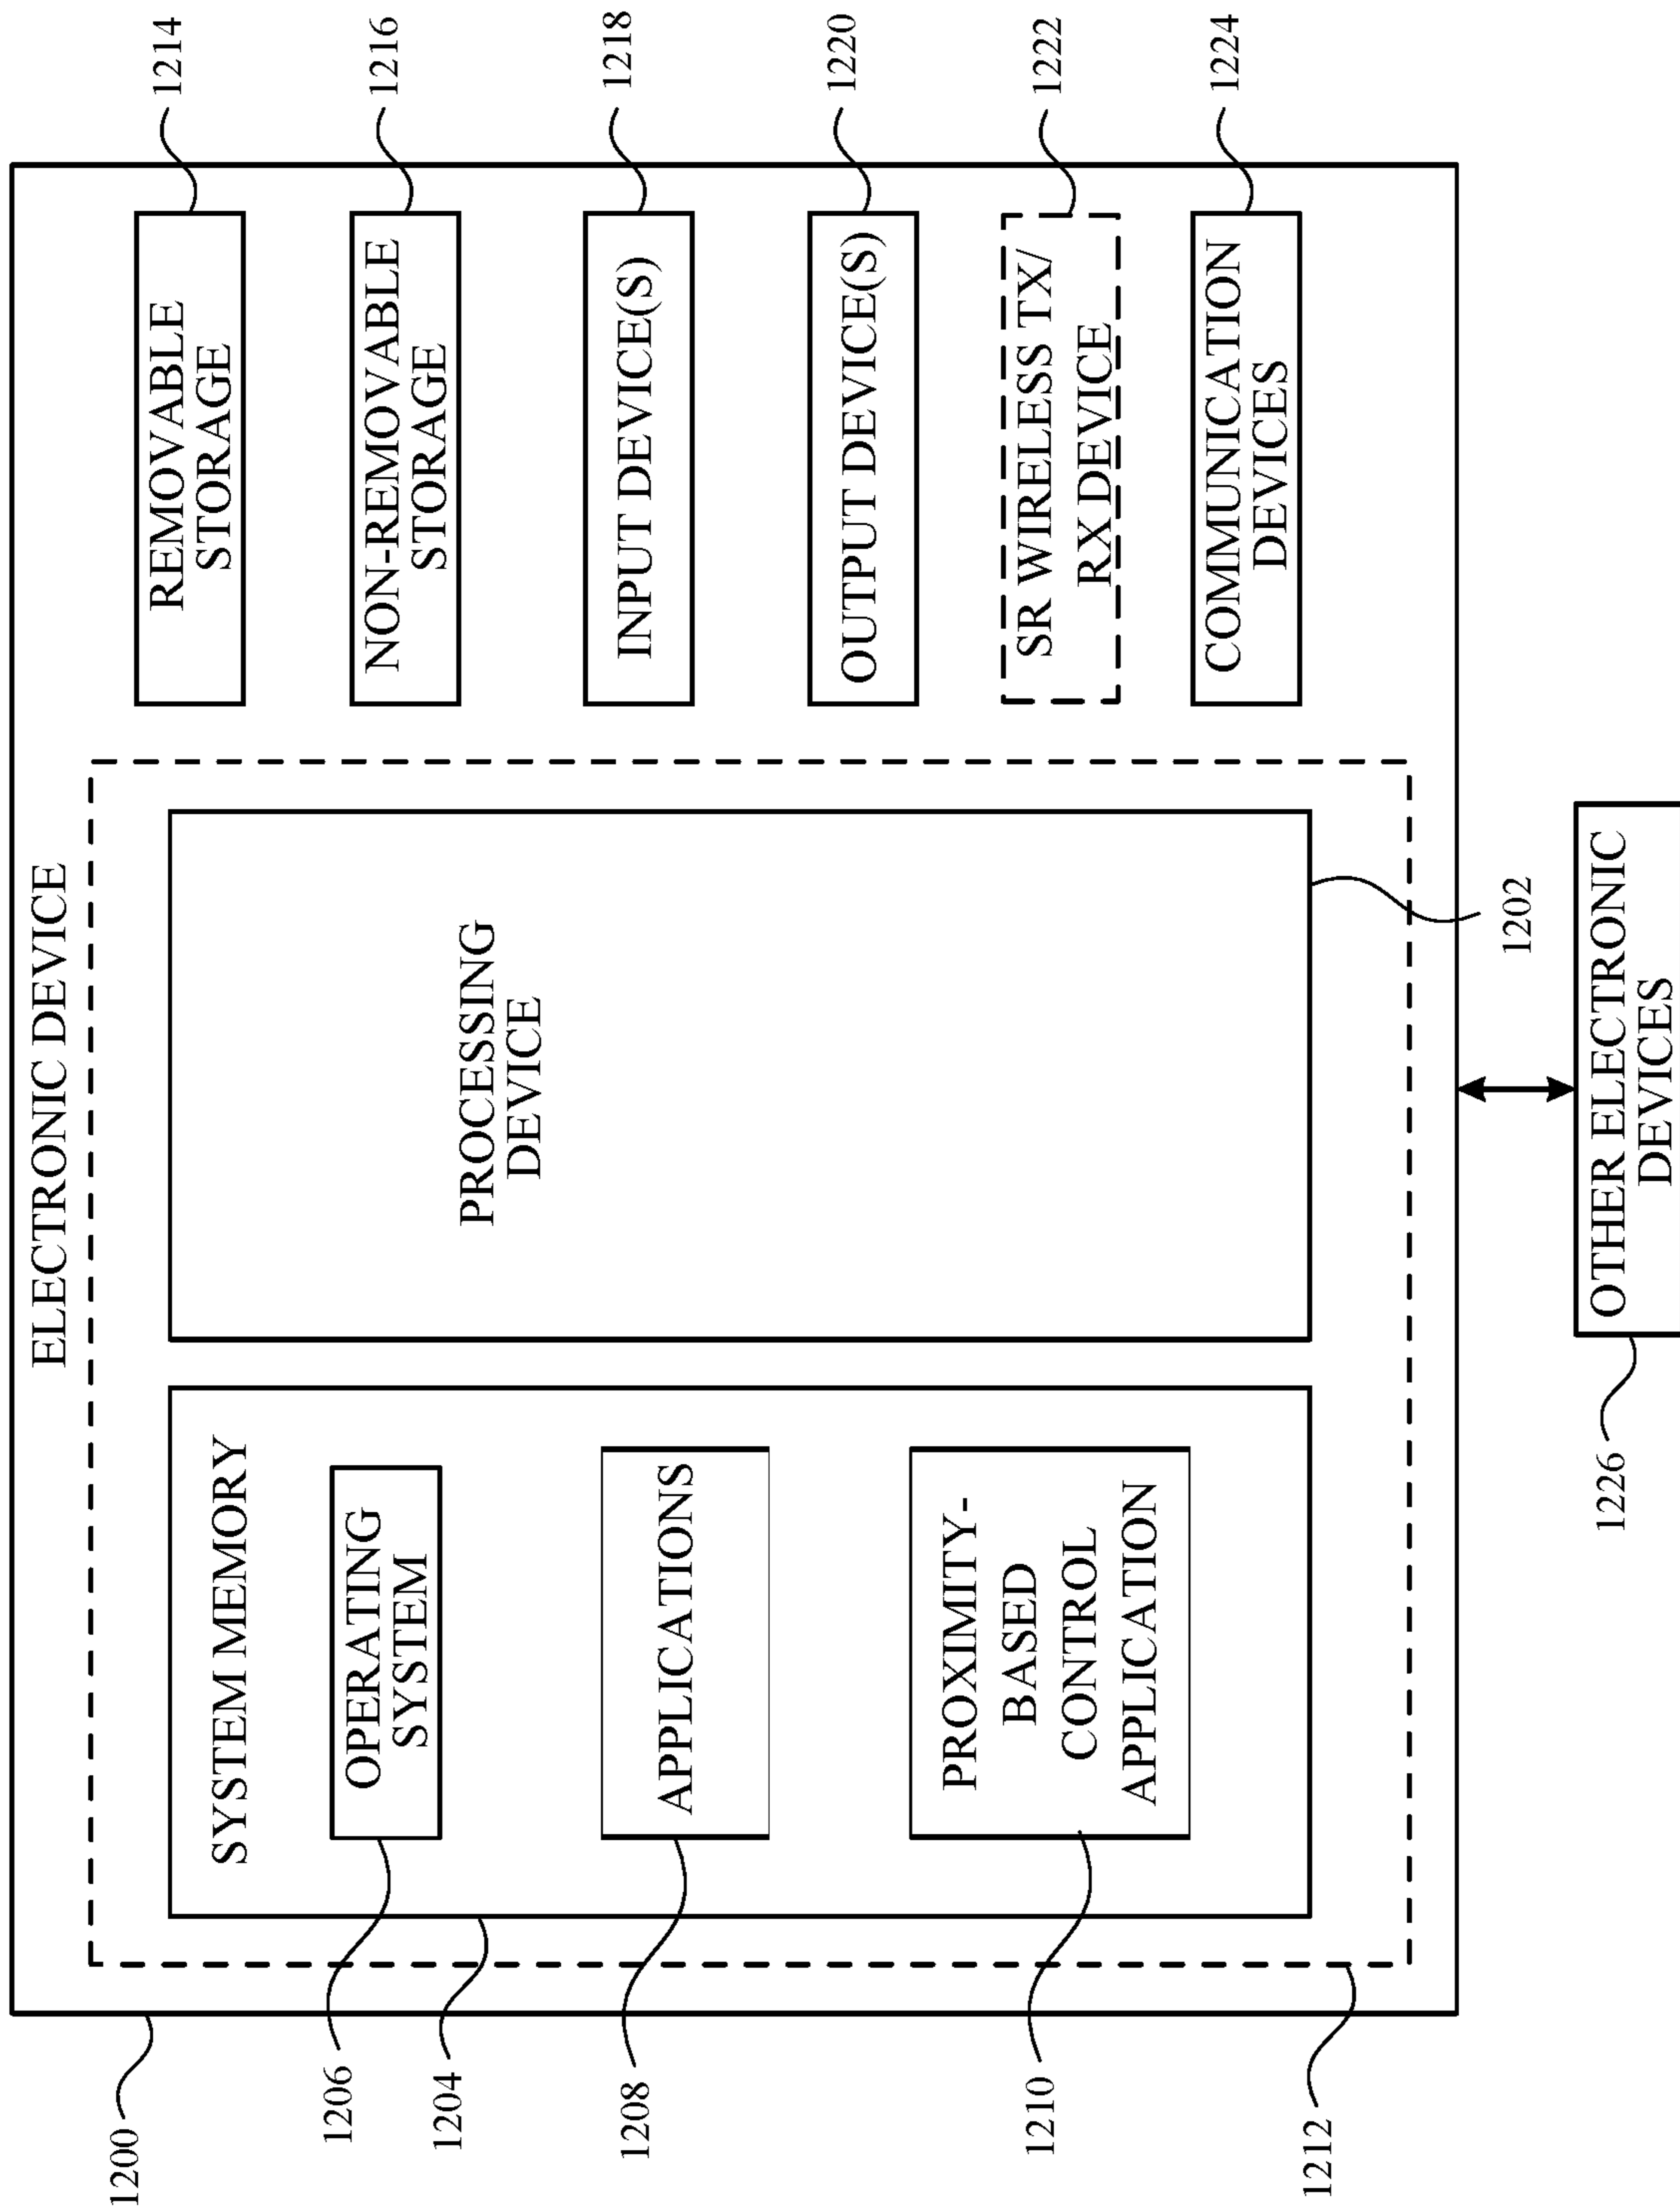 ELECTRONIC DEVICE
1200
SYSTEM MEMORY
OPERATING
SYSTEM
1206
1204
APPLICATIONS
1208
PROXIMITY-
BASED
CONTROL
APPLICATION
1210
1212
PROCESSING
DEVICE
1202
REMOVABLE
STORAGE
1214
NON-REMOVABLE
STORAGE
1216
INPUT DEVICE(S)
1218
OUTPUT DEVICE(S)
1220
SR WIRELESS TX/
RX DEVICE
1222
COMMUNICATION
DEVICES
1224
OTHER ELECTRONIC
DEVICES
1226